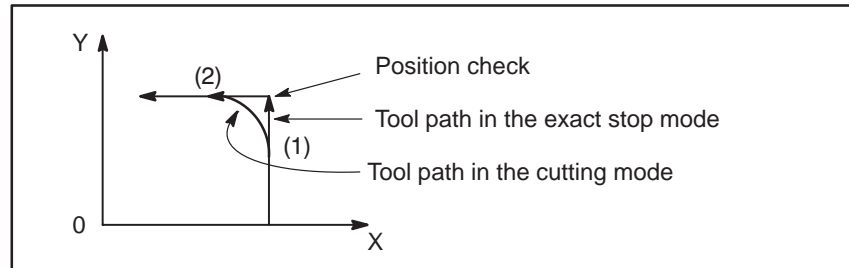 Y
(2)
Position check
Tool path in the exact stop mode
(1)
Tool path in the cutting mode
0
X